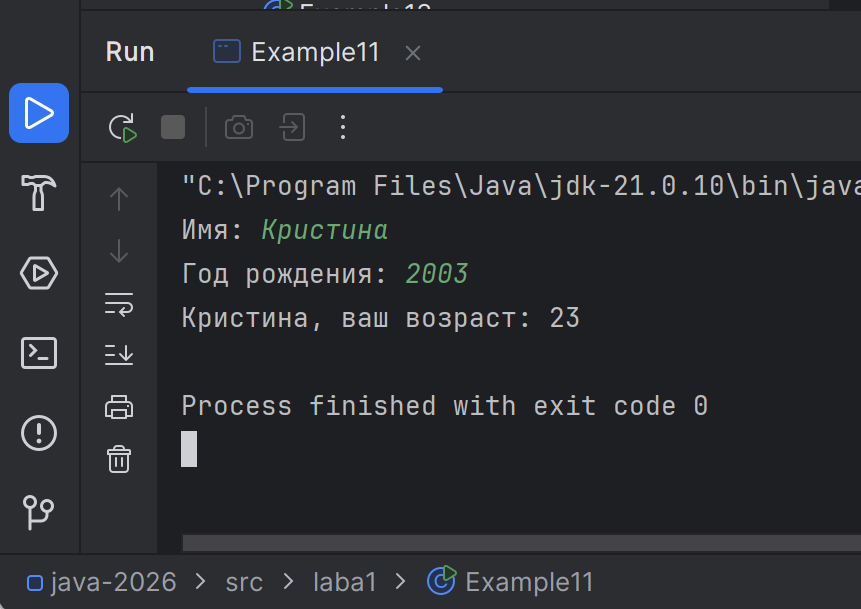 Run Example11
"C:\Program Files\Java\jdk-21.0.10\bin\java
Имя: Кристина
Год рождения: 2003
Кристина, ваш возраст: 23
Process finished with exit code 0
java-2026 > src > laba1 > Example11